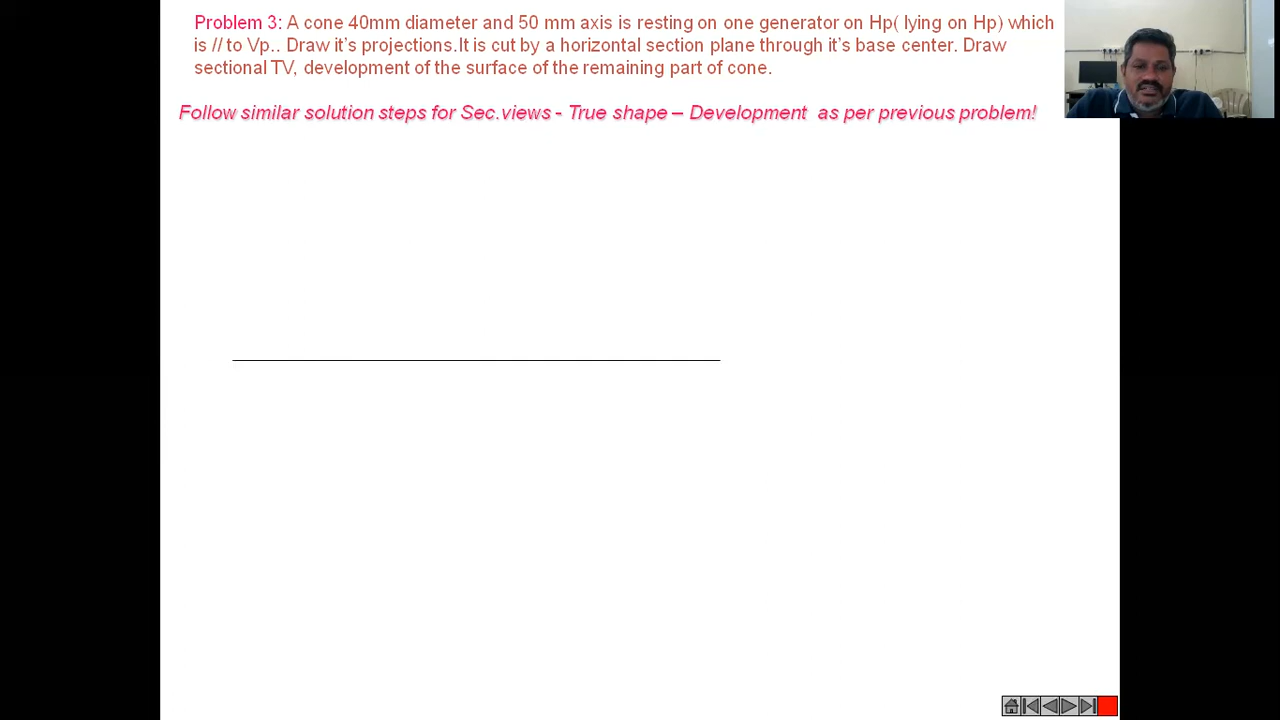 Problem 3: A cone 40mm diameter and 50 mm axis is resting on one generator on Hp( lying on Hp) which
is // to Vp.. Draw it’s projections.It is cut by a horizontal section plane through it’s base center. Draw
sectional TV, development of the surface of the remaining part of cone.
Follow similar solution steps for Sec.views - True shape – Development as per previous problem!